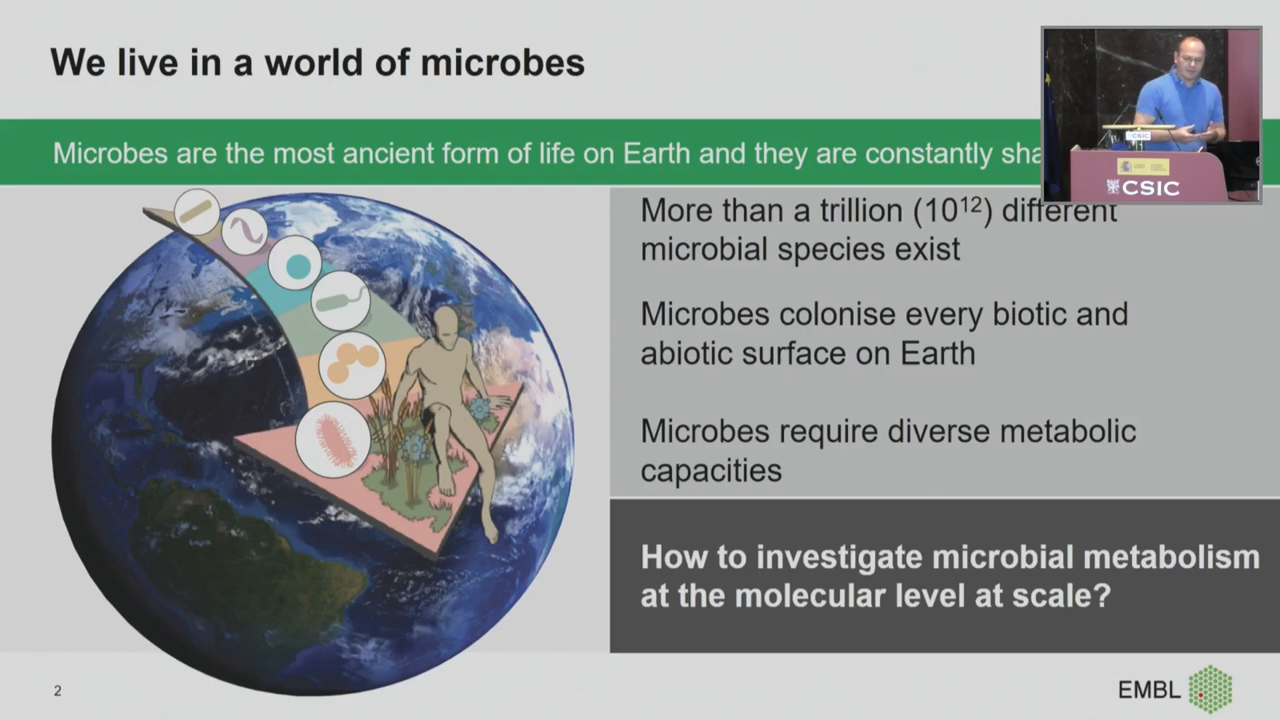 We live in a world of microbes
Microbes are the most ancient form of life on Earth and they are constantly
More than a trillion (10¹²) different
microbial species exist
Microbes colonise every biotic and
abiotic surface on Earth
Microbes require diverse metabolic
capacities
How to investigate microbial metabolism
at the molecular level at scale?
2
EMBL
CSIC
CSIC